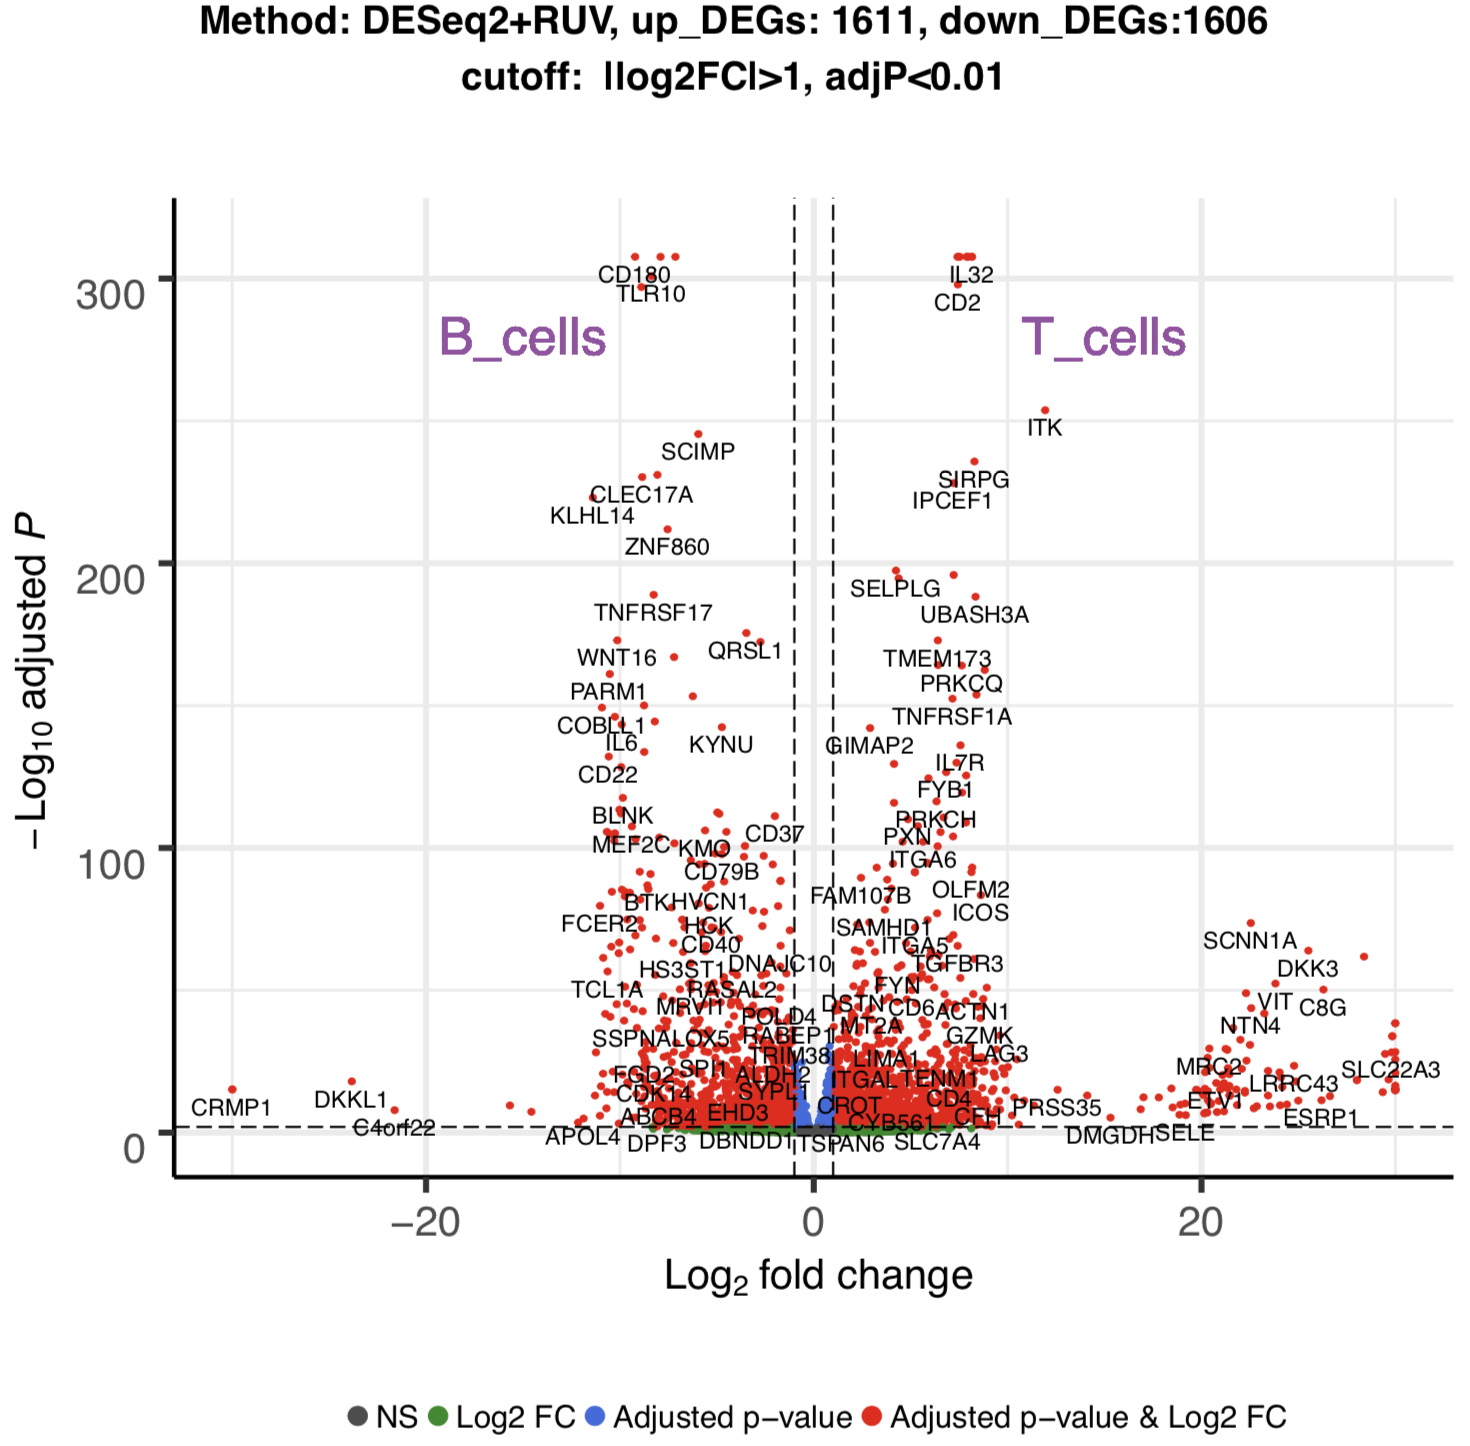 Method: DESeq2+RUV, up_DEGs: 1611, down_DEGs:1606
cutoff: |log2FC|>1, adjP<0.01
300
200
100
0
−Log10 adjusted P
B_cells
T_cells
CD180
IL32
TLR10
CD2
ITK
SCIMP
SIRPG
CLEC17A
IPCEF1
KLHL14
ZNF860
SELPLG
TNFRSF17
UBASH3A
QRSL1
WNT16
TMEM173
PRKCQ
PARM1
TNFRSF1A
COBLL1
IL6
KYNU
GIMAP2
CD22
IL7R
FYB1
BLNK
PRKCH
CD37
PXN
MEF2C
KMO
ITGA6
CD79B
OLFM2
FAM107B
BTK
HVCN1
ICOS
FCER2
HCK
SAMHD1
CD40
ITGA5
SCNN1A
HS3ST1
DNAJC10
TGFBR3
DKK3
TCL1A
RASAL2
FYN
MRVI1
DSTN
CD6
ACTN1
VIT
C8G
POLD4
MT2A
NTN4
SSPN
ALOX5
RABEP1
GZMK
TRIM38
LIMA1
LAG3
FGD2
SPI1
ALDH2
ITGAL
TENM1
MRC2
SLC22A3
CDK14
SYPL1
LRRC43
CD4
ETV1
CRMP1
DKKL1
ABCB4
EHD3
CROT
CYB561
CFH
PRSS35
ESRP1
C4orf22
APOL4
DPF3
DBNDD1
TSPAN6
SLC7A4
DMGDH
SELE
−20
0
20
Log2 fold change
NS
Log2 FC
Adjusted p−value
Adjusted p−value & Log2 FC